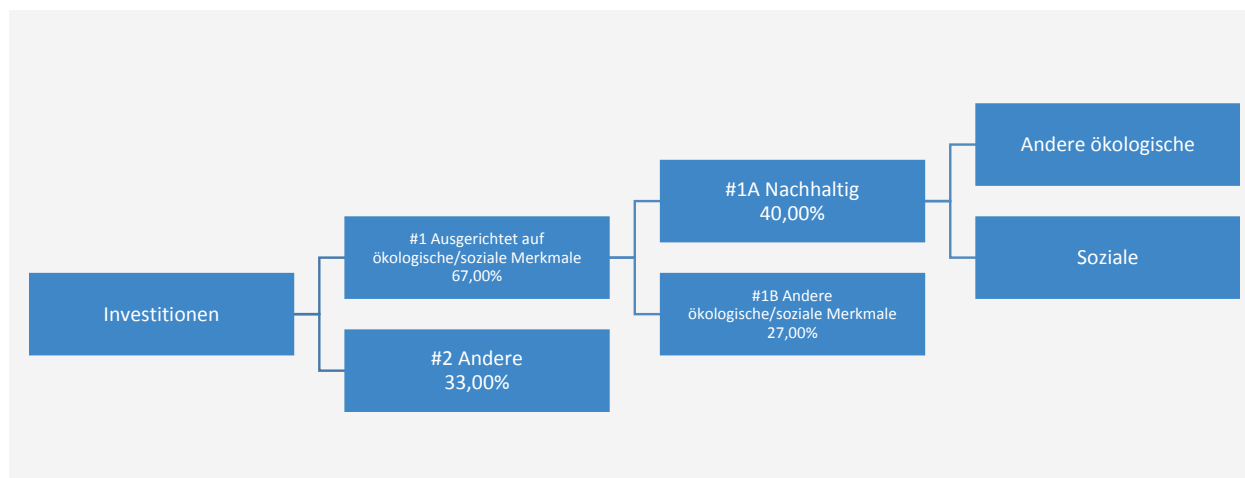 Investitionen
#1 Ausgerichtet auf
ökologische/soziale Merkmale
67,00%
#2 Andere
33,00%
#1A Nachhaltig
40,00%
#1B Andere
ökologische/soziale Merkmale
27,00%
Andere ökologische
Soziale